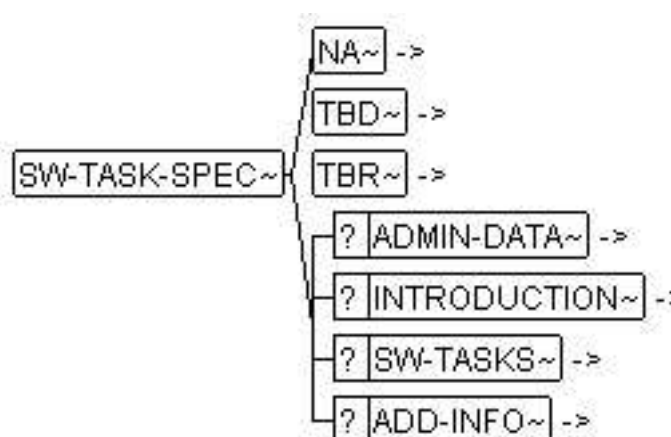 NA~ ->
TBD~ ->
SW-TASK-SPEC~ TBR~ ->
? ADMIN-DATA~ ->
? INTRODUCTION~ ->
? SW-TASKS~ ->
? ADD-INFO~ ->